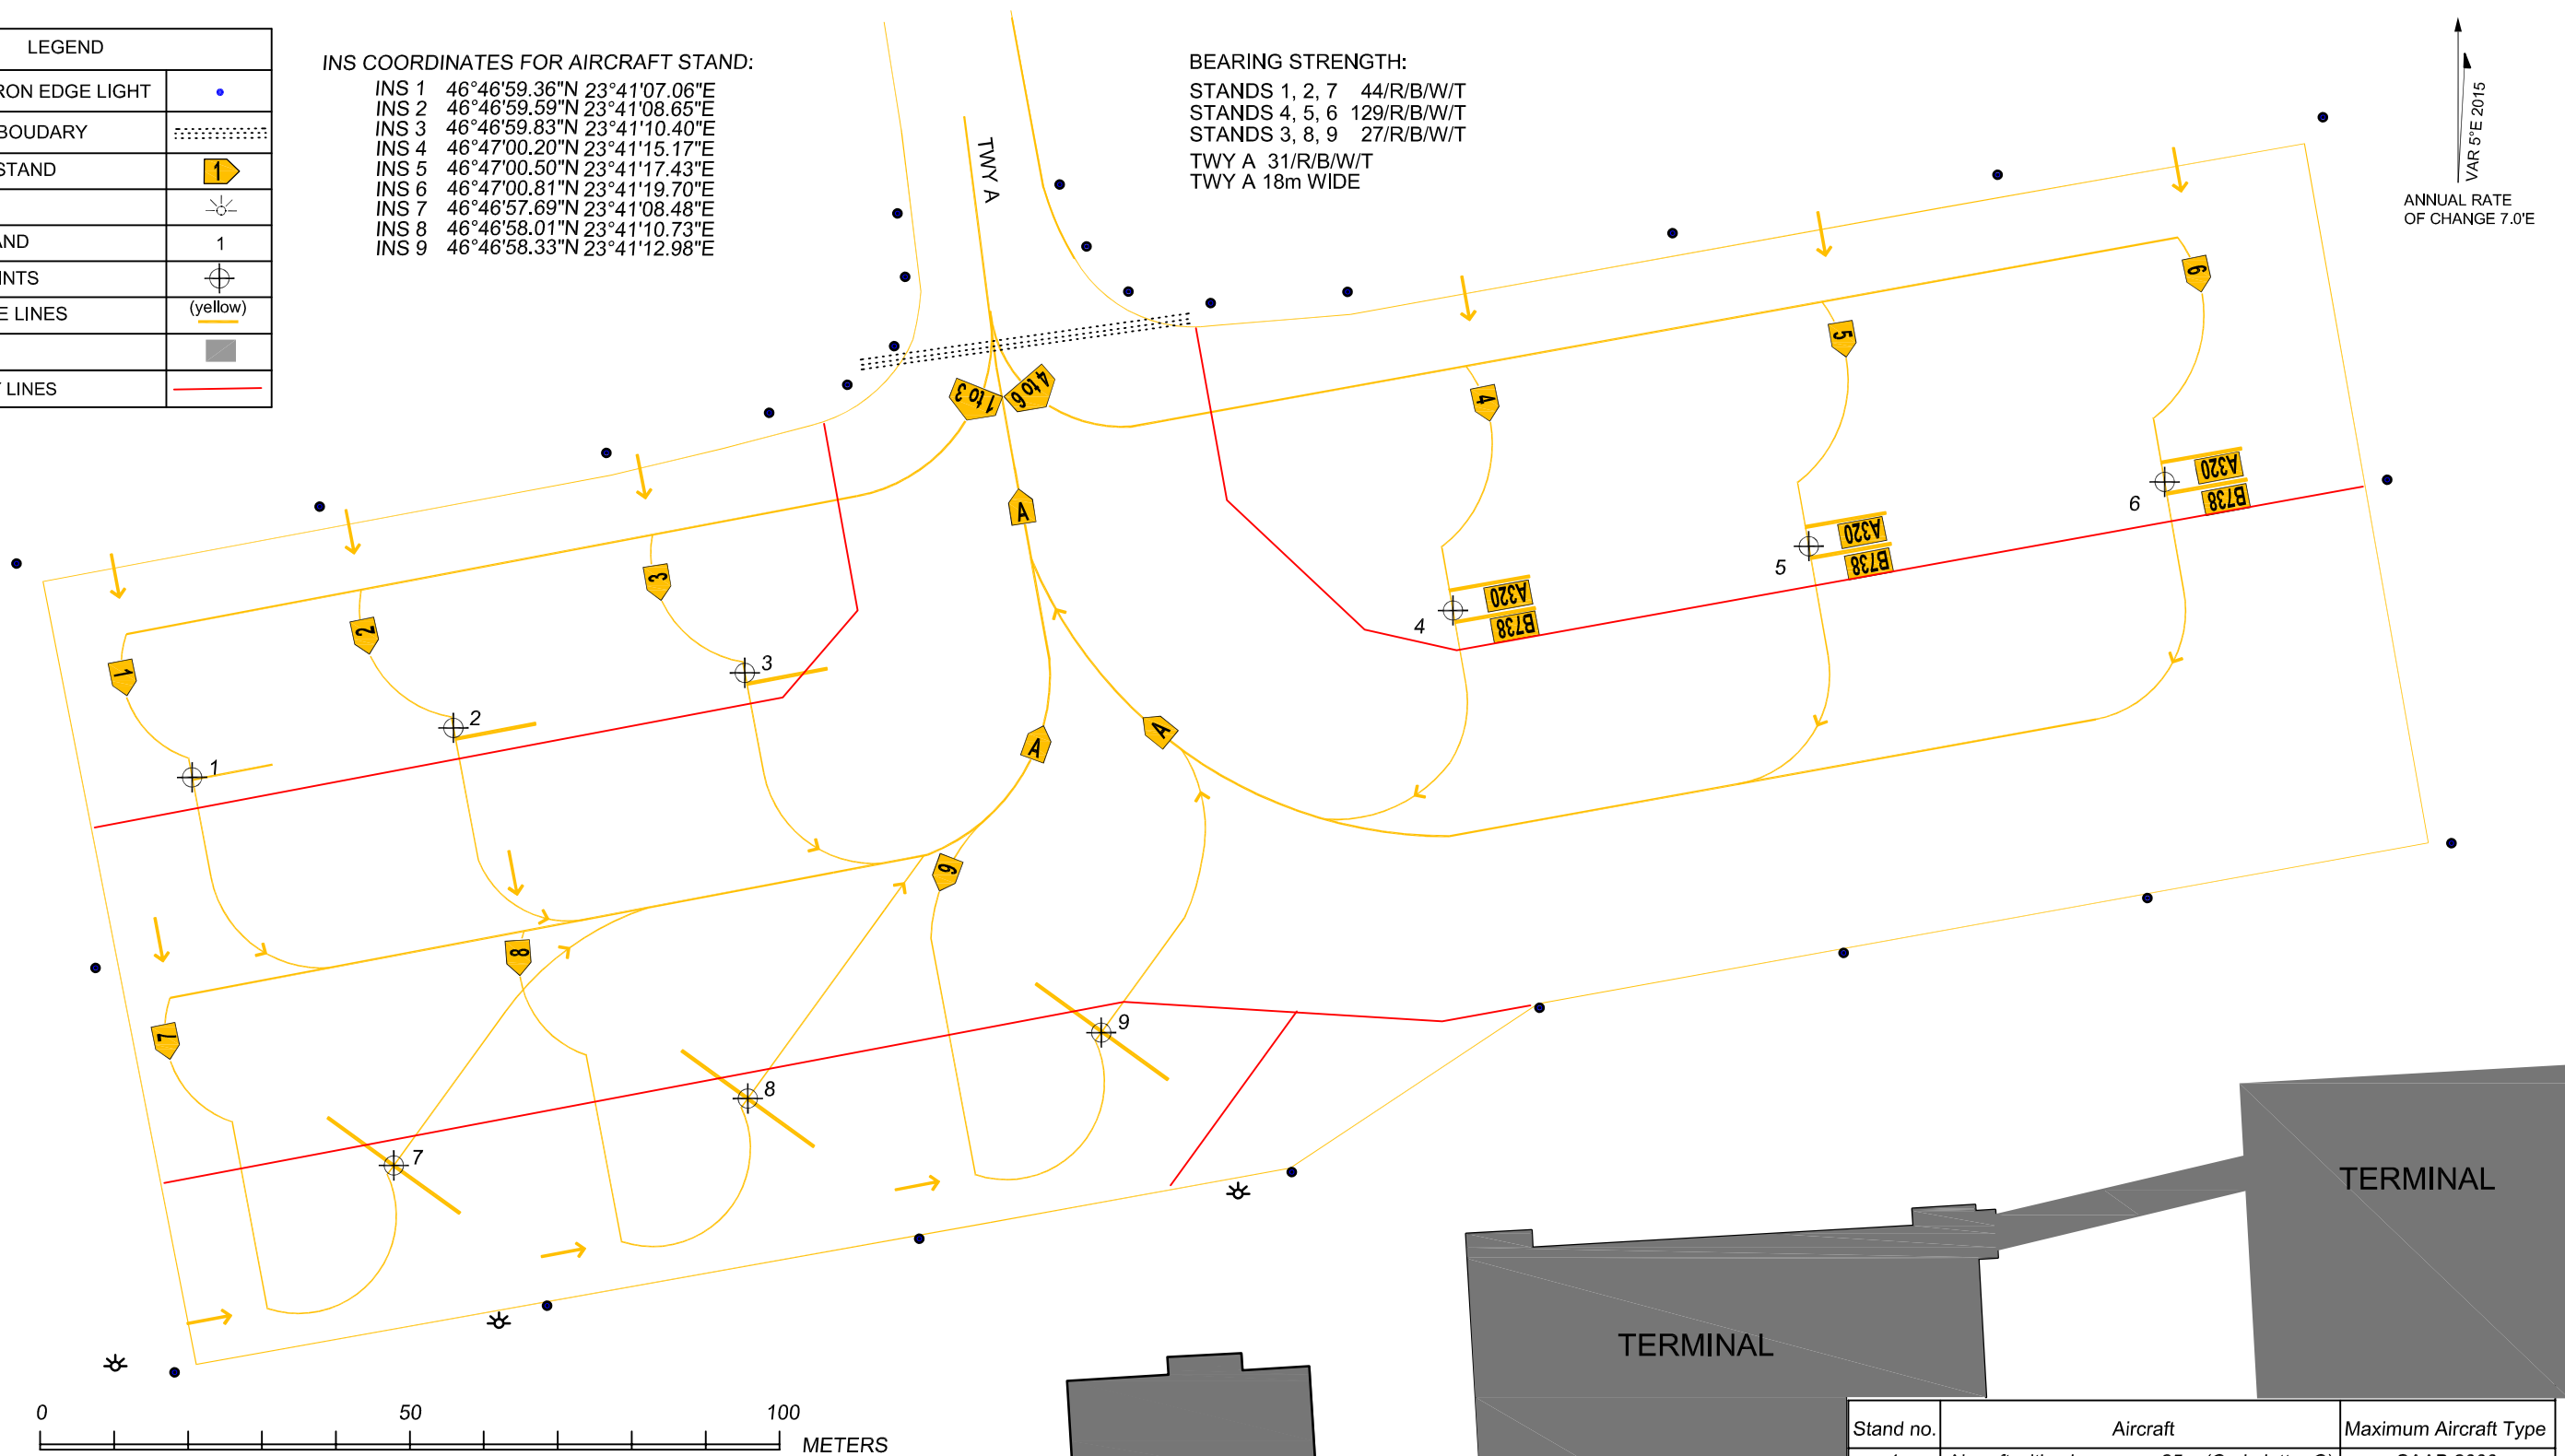 LEGEND
RON EDGE LIGHT
BOUDARY
STAND
1
AND
1
INTS
E LINES
(yellow)
Y LINES
INS COORDINATES FOR AIRCRAFT STAND:
INS 1 46°46'59.36"N 23°41'07.06"E
INS 2 46°46'59.59"N 23°41'08.65"E
INS 3 46°46'59.83"N 23°41'10.40"E
INS 4 46°47'00.20"N 23°41'15.17"E
INS 5 46°47'00.50"N 23°41'17.43"E
INS 6 46°47'00.81"N 23°41'19.70"E
INS 7 46°46'57.69"N 23°41'08.48"E
INS 8 46°46'58.01"N 23°41'10.73"E
INS 9 46°46'58.33"N 23°41'12.98"E
TWY A
BEARING STRENGTH:
STANDS 1, 2, 7 44/R/B/W/T
STANDS 4, 5, 6 129/R/B/W/T
STANDS 3, 8, 9 27/R/B/W/T
TWY A 31/R/B/W/T
TWY A 18m WIDE
VAR 5°E 2015
ANNUAL RATE
OF CHANGE 7.0'E
1 to 3
4 to 6
6
5
4
A
A320
B738
6
A320
B738
5
A320
B738
4
3
2
1
3
2
1
A
A
9
8
7
9
8
7
TERMINAL
TERMINAL
0 50 100
METERS
Stand no. Aircraft Maximum Aircraft Type